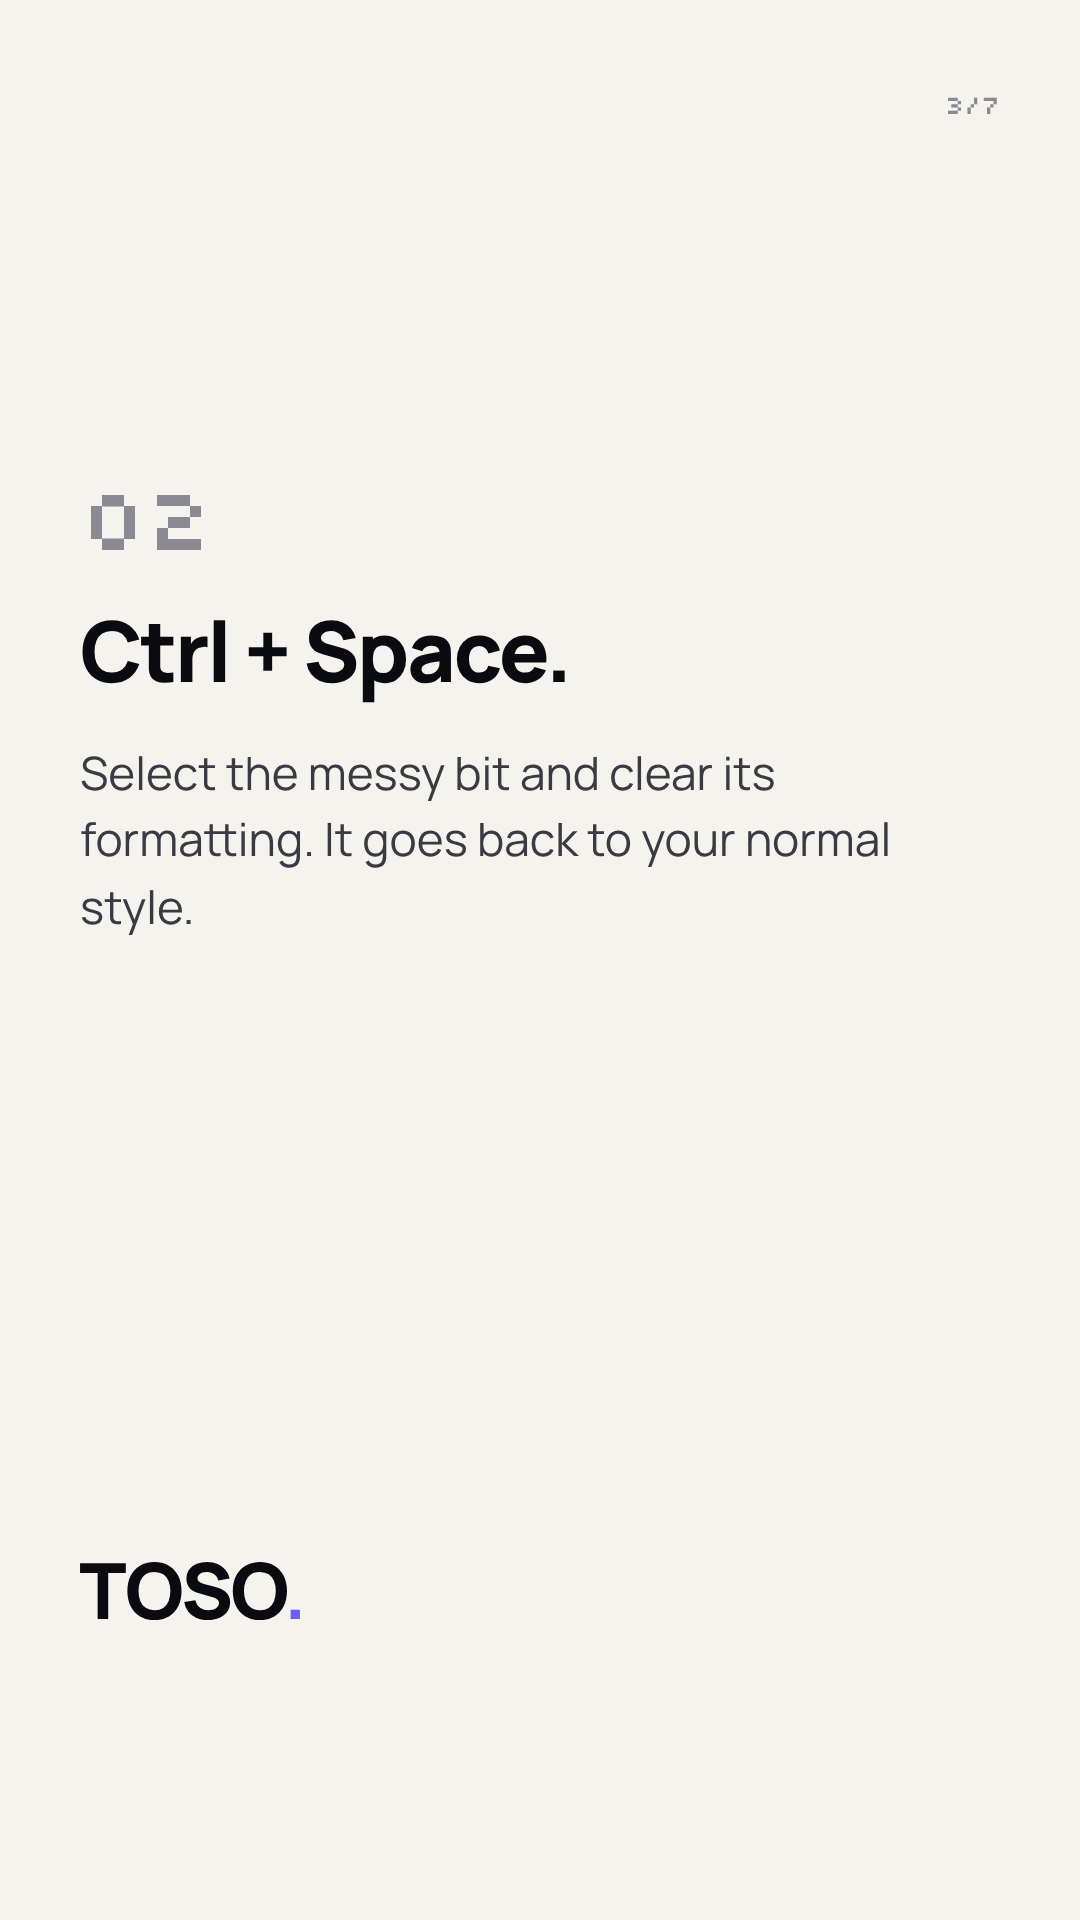 3/7
02
Ctrl + Space.
Select the messy bit and clear its
formatting. It goes back to your normal
style.
TOSO.